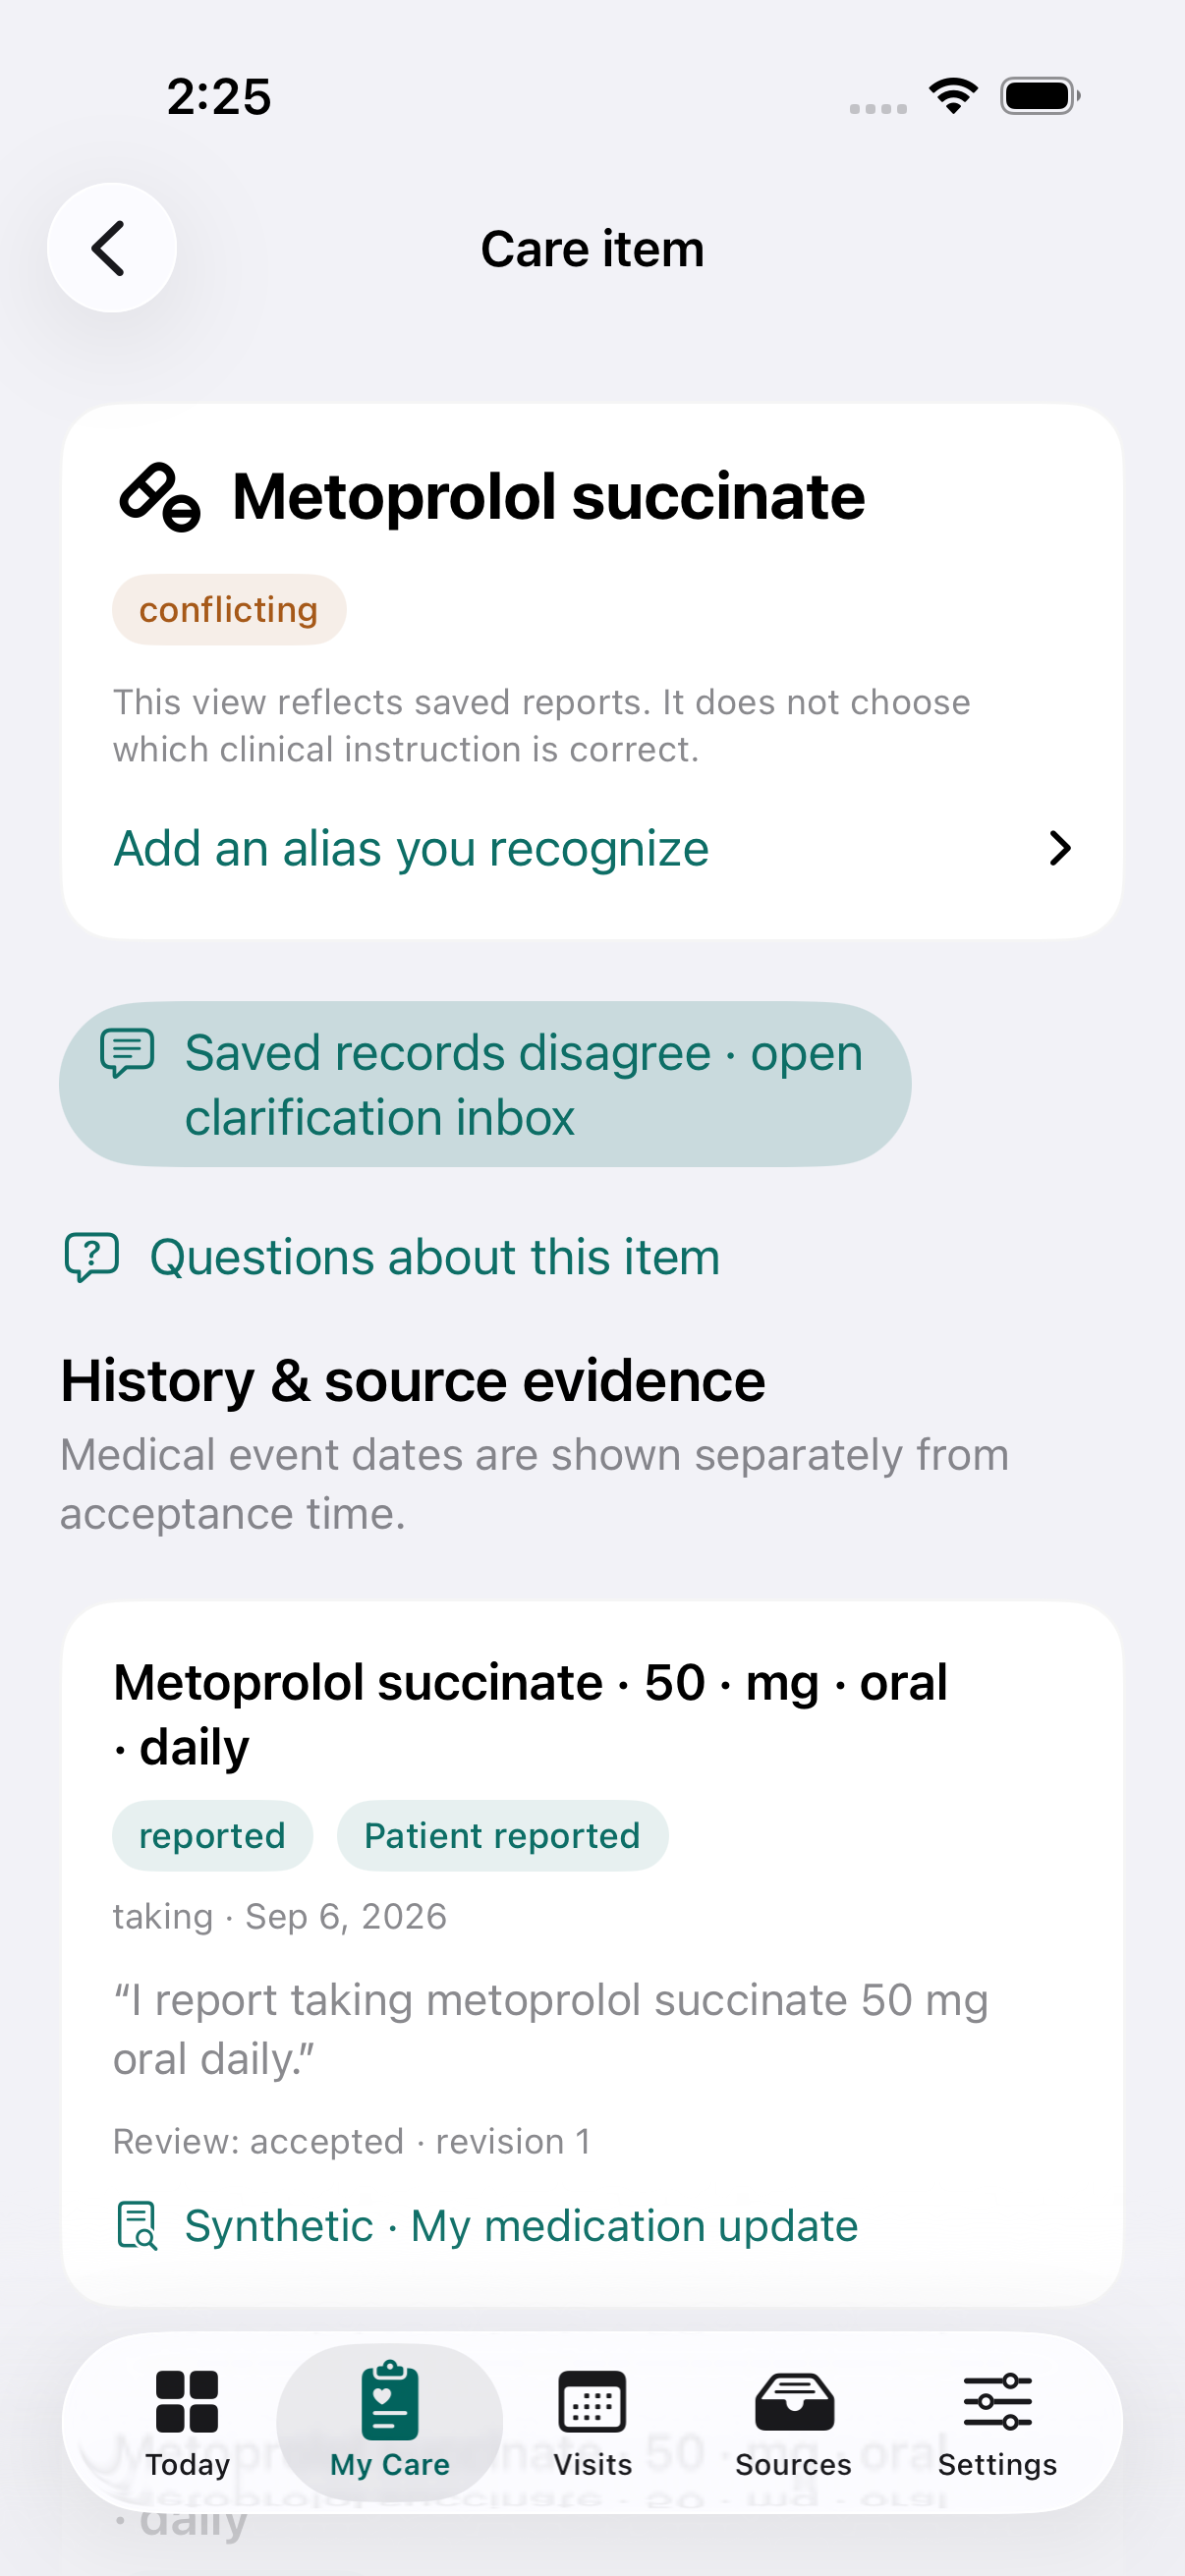 2:25
Care item
Metoprolol succinate
conflicting
This view reflects saved reports. It does not choose
which clinical instruction is correct.
Add an alias you recognize
Saved records disagree · open
clarification inbox
Questions about this item
History & source evidence
Medical event dates are shown separately from
acceptance time.
Metoprolol succinate · 50 · mg · oral
· daily
reported Patient reported
taking · Sep 6, 2026
“I report taking metoprolol succinate 50 mg
oral daily.”
Review: accepted · revision 1
Synthetic · My medication update
Today My Care Visits Sources Settings
· daily